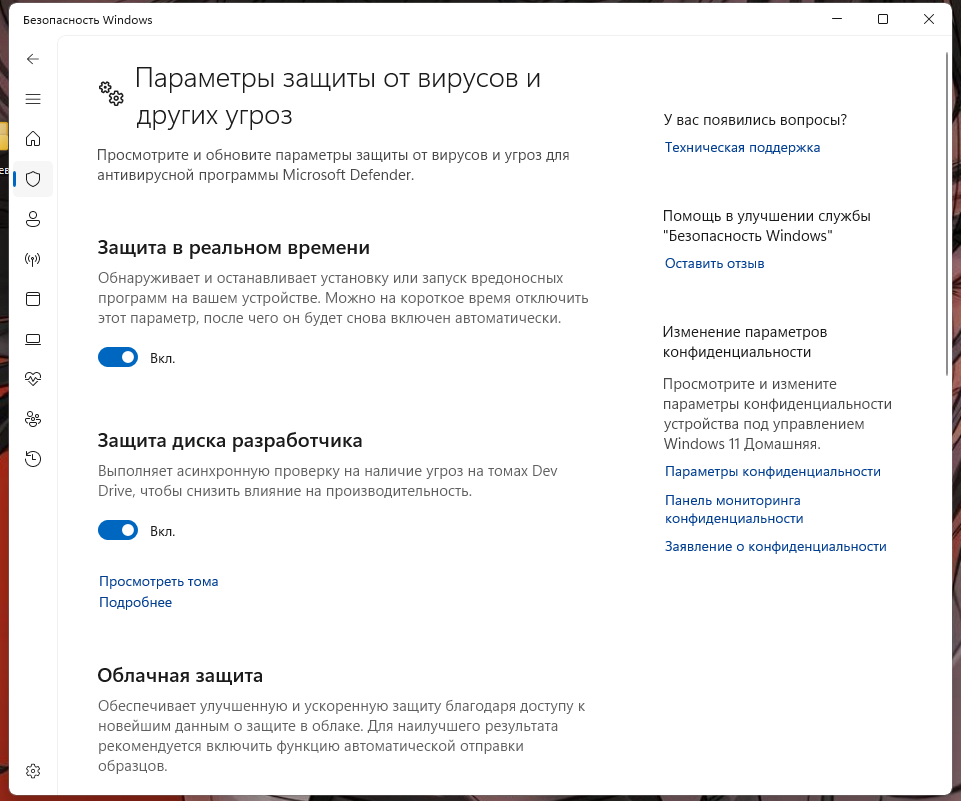 Безопасность Windows
Параметры защиты от вирусов и
других угроз
Просмотрите и обновите параметры защиты от вирусов и угроз для
антивирусной программы Microsoft Defender.
Защита в реальном времени
Обнаруживает и останавливает установку или запуск вредоносных
программ на вашем устройстве. Можно на короткое время отключить
этот параметр, после чего он будет снова включен автоматически.
Вкл.
Защита диска разработчика
Выполняет асинхронную проверку на наличие угроз на томах Dev
Drive, чтобы снизить влияние на производительность.
Вкл.
Просмотреть тома
Подробнее
Облачная защита
Обеспечивает улучшенную и ускоренную защиту благодаря доступу к
новейшим данным о защите в облаке. Для наилучшего результата
рекомендуется включить функцию автоматической отправки
образцов.
У вас появились вопросы?
Техническая поддержка
Помощь в улучшении службы
"Безопасность Windows"
Оставить отзыв
Изменение параметров
конфиденциальности
Просмотрите и измените
параметры конфиденциальности
устройства под управлением
Windows 11 Домашняя.
Параметры конфиденциальности
Панель мониторинга
конфиденциальности
Заявление о конфиденциальности